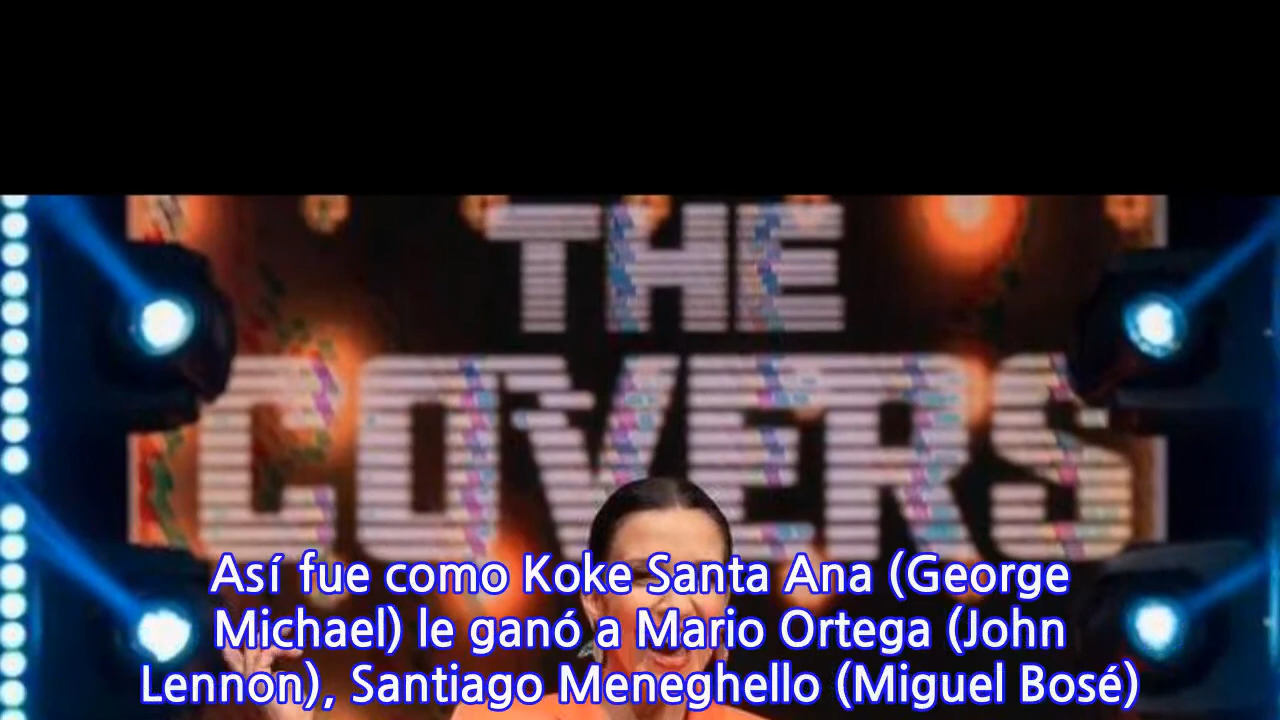 THE
COVERS
Así fue como Koke Santa Ana (George
Michael) le ganó a Mario Ortega (John
Lennon), Santiago Meneghello (Miguel Bosé)